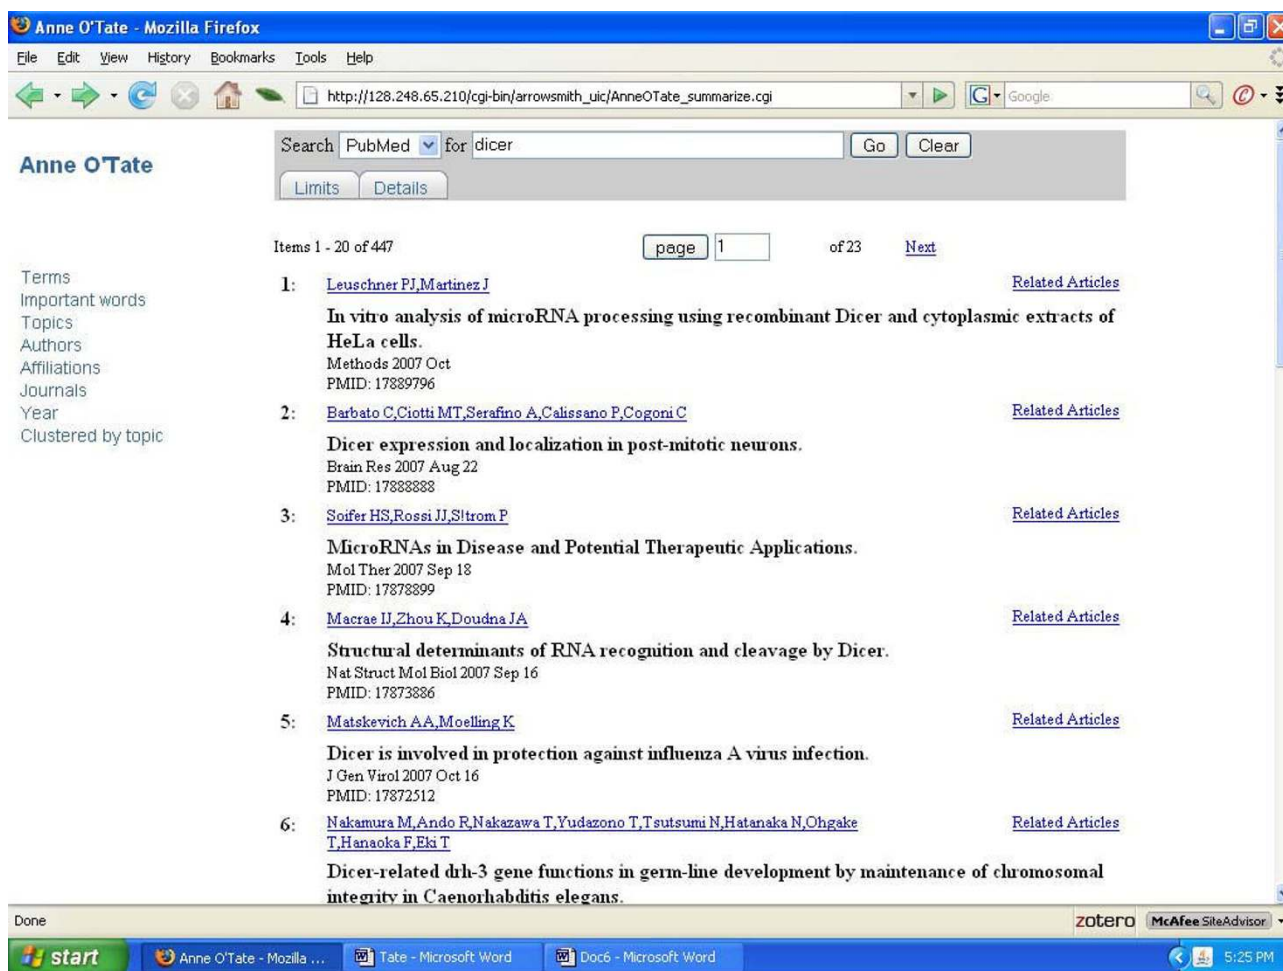 Anne O'Tate - Mozilla Firefox
File Edit View History Bookmarks Tools Help
http://128.248.65.210/cgi-bin/arrowsmith_uic/AnneOTate_summarize.cgi
G Google
Anne O'Tate
Search PubMed for dicer Go Clear
Limits Details
Items 1 - 20 of 447 page 1 of 23 Next
Terms
Important words
Topics
Authors
Affiliations
Journals
Year
Clustered by topic
1: Leuschner PJ,Martinez J Related Articles
In vitro analysis of microRNA processing using recombinant Dicer and cytoplasmic extracts of
HeLa cells.
Methods 2007 Oct
PMID: 17889796
2: Barbato C,Ciotti MT,Serafino A,Calissano P,Cogoni C Related Articles
Dicer expression and localization in post-mitotic neurons.
Brain Res 2007 Aug 22
PMID: 17888888
3: Soifer HS,Rossi JJ,S!trom P Related Articles
MicroRNAs in Disease and Potential Therapeutic Applications.
Mol Ther 2007 Sep 18
PMID: 17878899
4: Macrae IJ,Zhou K,Doudna JA Related Articles
Structural determinants of RNA recognition and cleavage by Dicer.
Nat Struct Mol Biol 2007 Sep 16
PMID: 17873886
5: Matskevich AA,Moelling K Related Articles
Dicer is involved in protection against influenza A virus infection.
J Gen Virol 2007 Oct 16
PMID: 17872512
6: Nakamura M,Ando R,Nakazawa T,Yudazono T,Tsutsumi N,Hatanaka N,Ohgake Related Articles
T,Hanaoka F,Eki T
Dicer-related drh-3 gene functions in germ-line development by maintenance of chromosomal
integrity in Caenorhabditis elegans.
Done zotero McAfee SiteAdvisor
start Anne O'Tate - Mozilla ... Tate - Microsoft Word Doc6 - Microsoft Word 5:25 PM